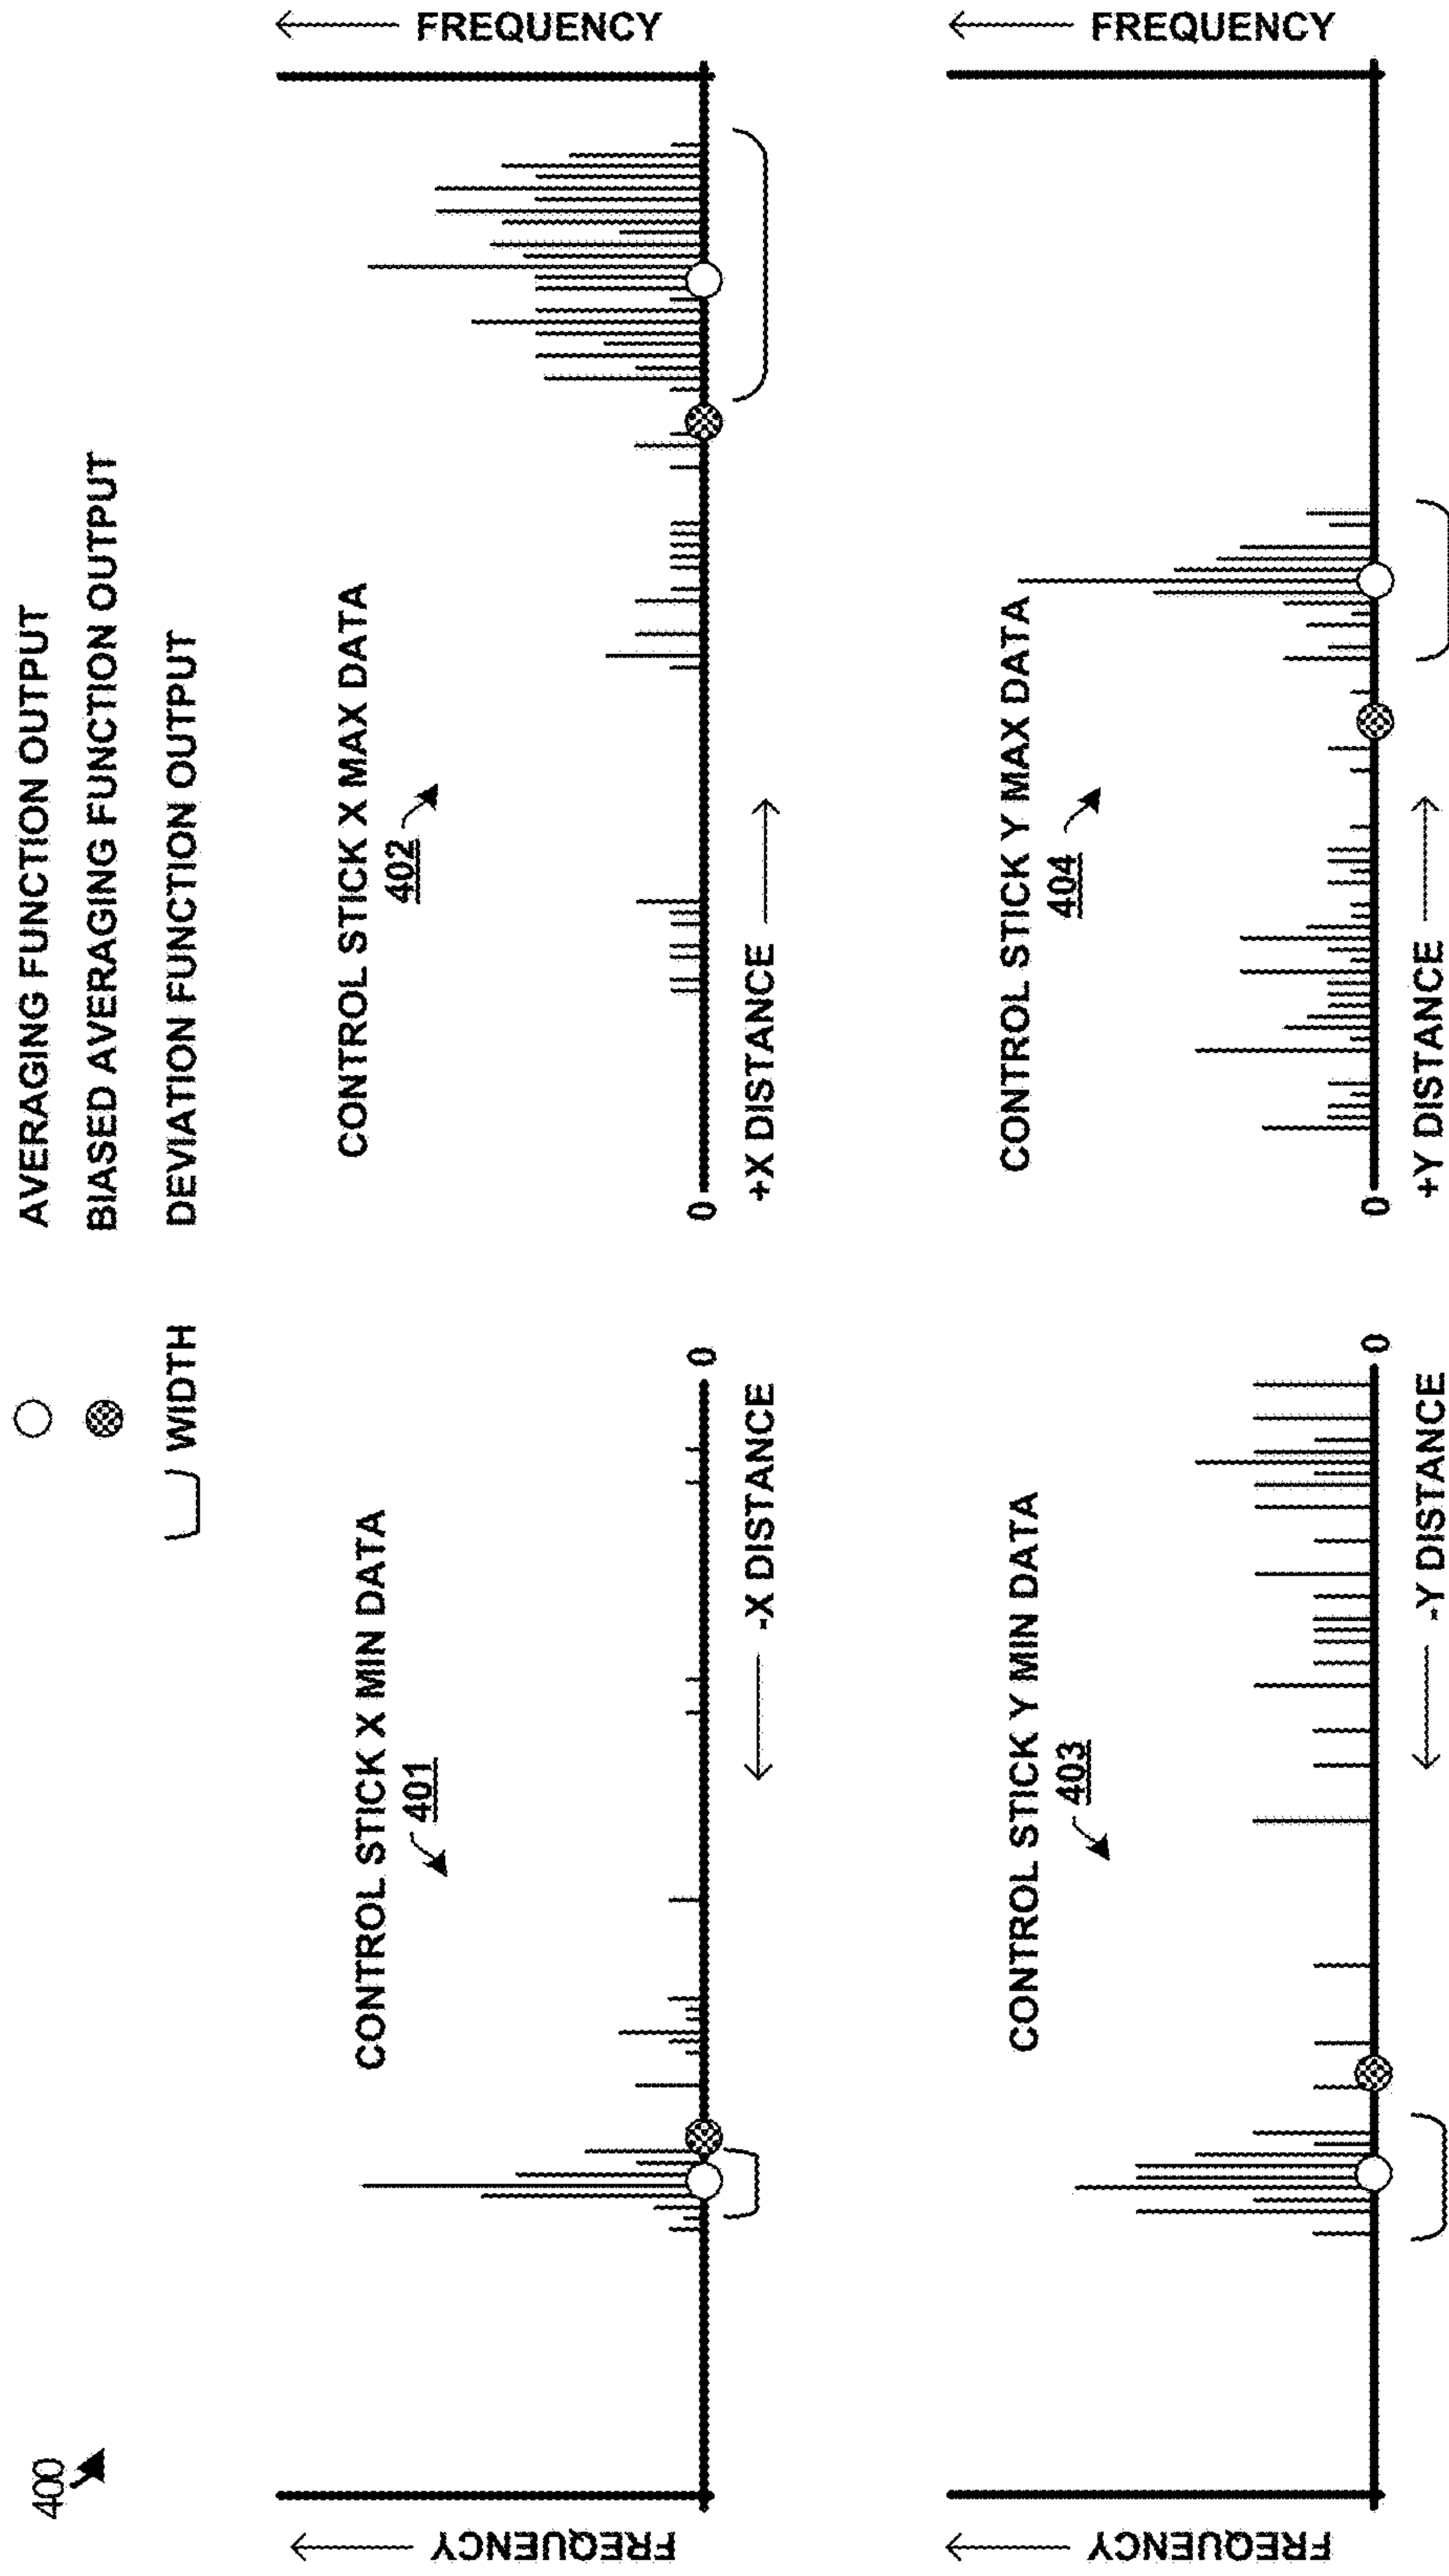 400
AVERAGING FUNCTION OUTPUT
BIASED AVERAGING FUNCTION OUTPUT
WIDTH DEVIATION FUNCTION OUTPUT
FREQUENCY
CONTROL STICK X MIN DATA
401
-X DISTANCE
0
CONTROL STICK X MAX DATA
402
0
+X DISTANCE
FREQUENCY
FREQUENCY
CONTROL STICK Y MIN DATA
403
-Y DISTANCE
0
CONTROL STICK Y MAX DATA
404
0
+Y DISTANCE
FREQUENCY